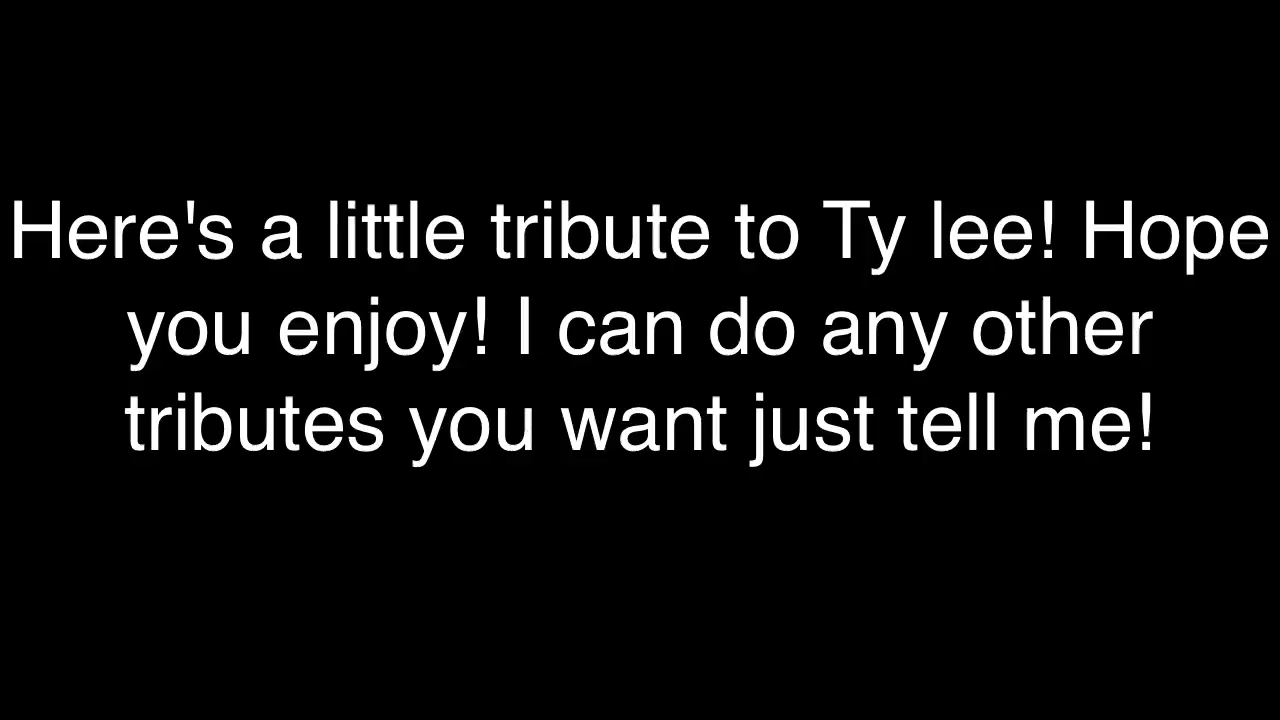 Here's a little tribute to Ty lee! Hope
you enjoy! I can do any other
tributes you want just tell me!